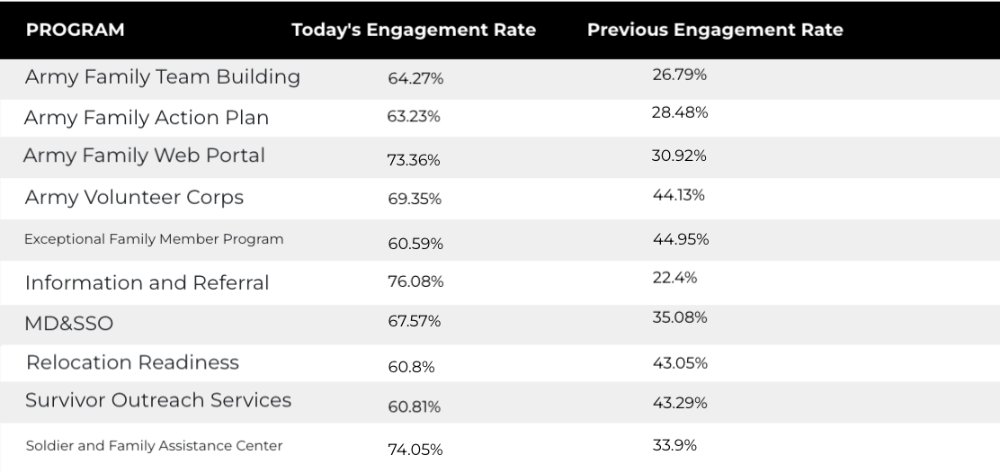 PROGRAM Today's Engagement Rate Previous Engagement Rate
Army Family Team Building 64.27% 26.79%
Army Family Action Plan 63.23% 28.48%
Army Family Web Portal 73.36% 30.92%
Army Volunteer Corps 69.35% 44.13%
Exceptional Family Member Program 60.59% 44.95%
Information and Referral 76.08% 22.4%
MD&SSO 67.57% 35.08%
Relocation Readiness 60.8% 43.05%
Survivor Outreach Services 60.81% 43.29%
Soldier and Family Assistance Center 74.05% 33.9%